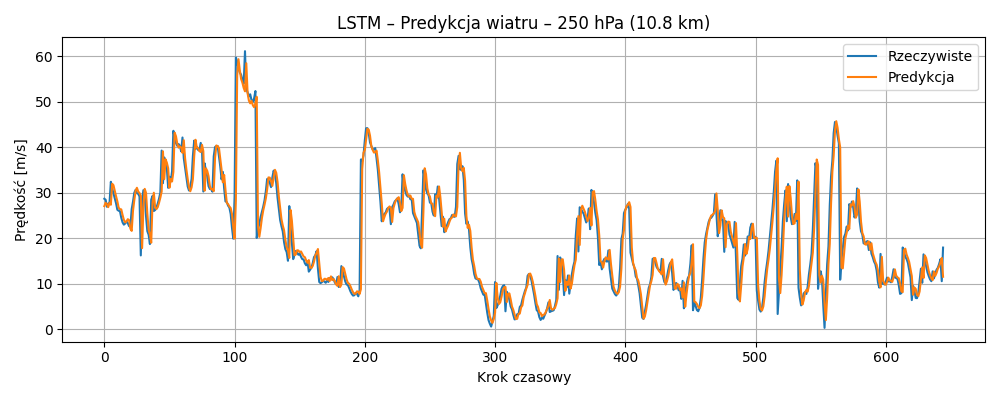 LSTM – Predykcja wiatru – 250 hPa (10.8 km)
Rzeczywiste
Predykcja
Prędkość [m/s]
60
50
40
30
20
10
0
0 100 200 300 400 500 600
Krok czasowy